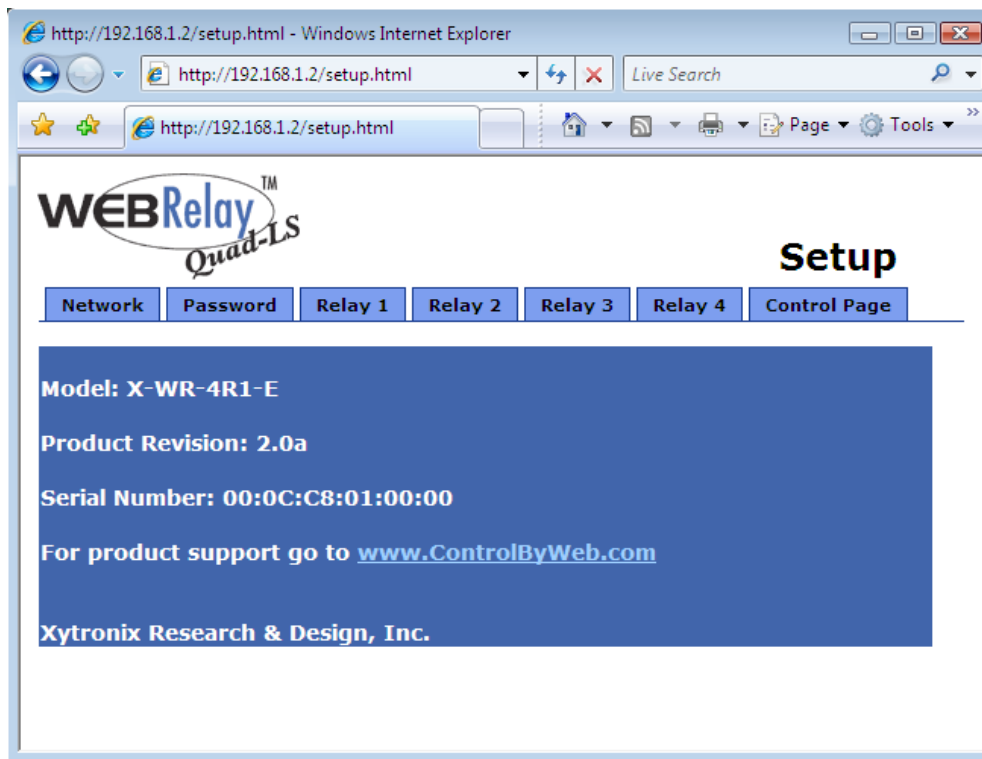 http://192.168.1.2/setup.html - Windows Internet Explorer
http://192.168.1.2/setup.html Live Search
http://192.168.1.2/setup.html Page Tools »
WEBRelay™
Quad-LS
Setup
Network Password Relay 1 Relay 2 Relay 3 Relay 4 Control Page
Model: X-WR-4R1-E
Product Revision: 2.0a
Serial Number: 00:0C:C8:01:00:00
For product support go to www.ControlByWeb.com
Xytronix Research & Design, Inc.